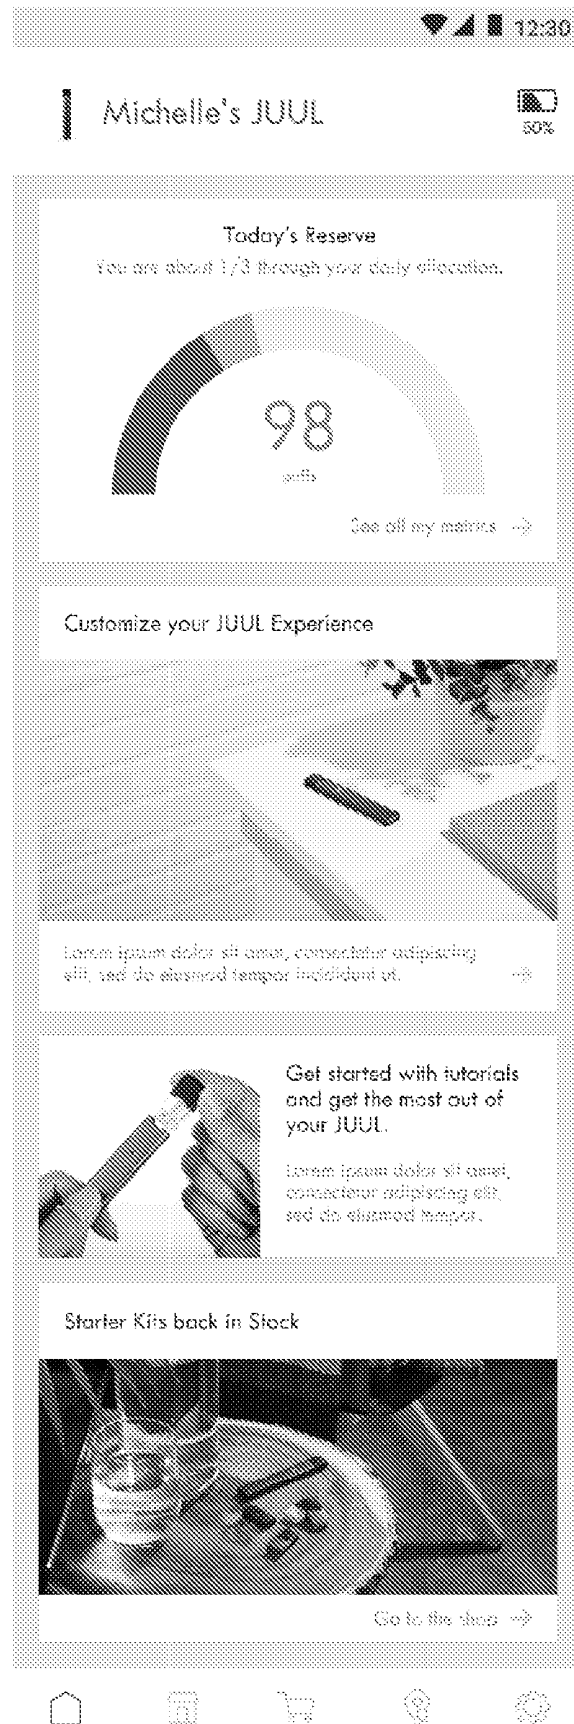 12:30
Michelle's JUUL
50%
Today's Reserve
You are about 1/3 through your daily allocation.
98
puffs
See all my metrics
Customize your JUUL Experience
Lorem ipsum dolor sit amet, consectetur adipiscing
elit, sed do eiusmod tempor incididunt ut.
Get started with tutorials
and get the most out of
your JUUL.
Lorem ipsum dolor sit amet,
consectetur adipiscing elit,
sed do eiusmod tempor.
Starter Kits back in Stock
Go to the shop